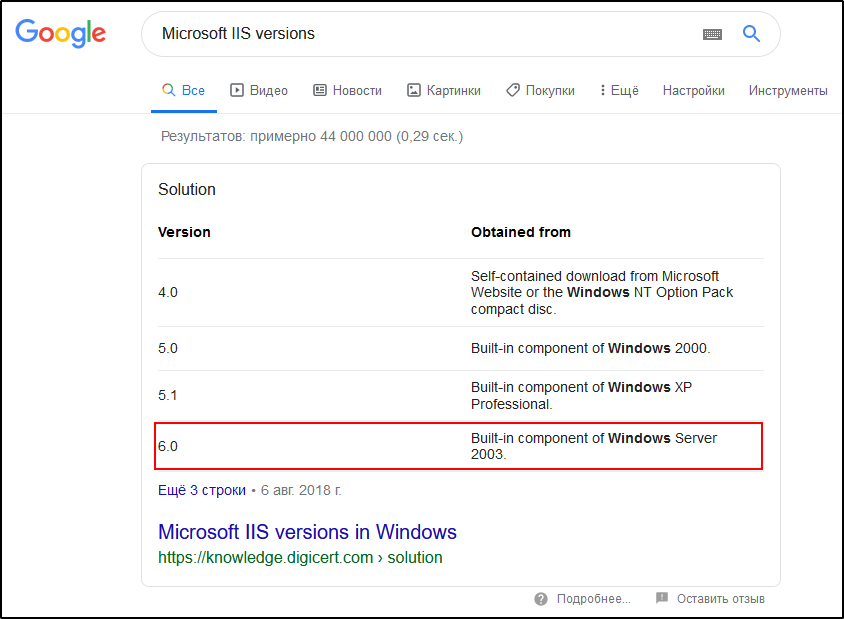 Google
Microsoft IIS versions
Все Видео Новости Картинки Покупки Ещё Настройки Инструменты
Результатов: примерно 44 000 000 (0,29 сек.)
Solution
Version Obtained from
4.0
Self-contained download from Microsoft
Website or the Windows NT Option Pack
compact disc.
5.0 Built-in component of Windows 2000.
5.1
Built-in component of Windows XP
Professional.
6.0
Built-in component of Windows Server
2003.
Ещё 3 строки • 6 авг. 2018 г.
Microsoft IIS versions in Windows
https://knowledge.digicert.com › solution
Подробнее... Оставить отзыв